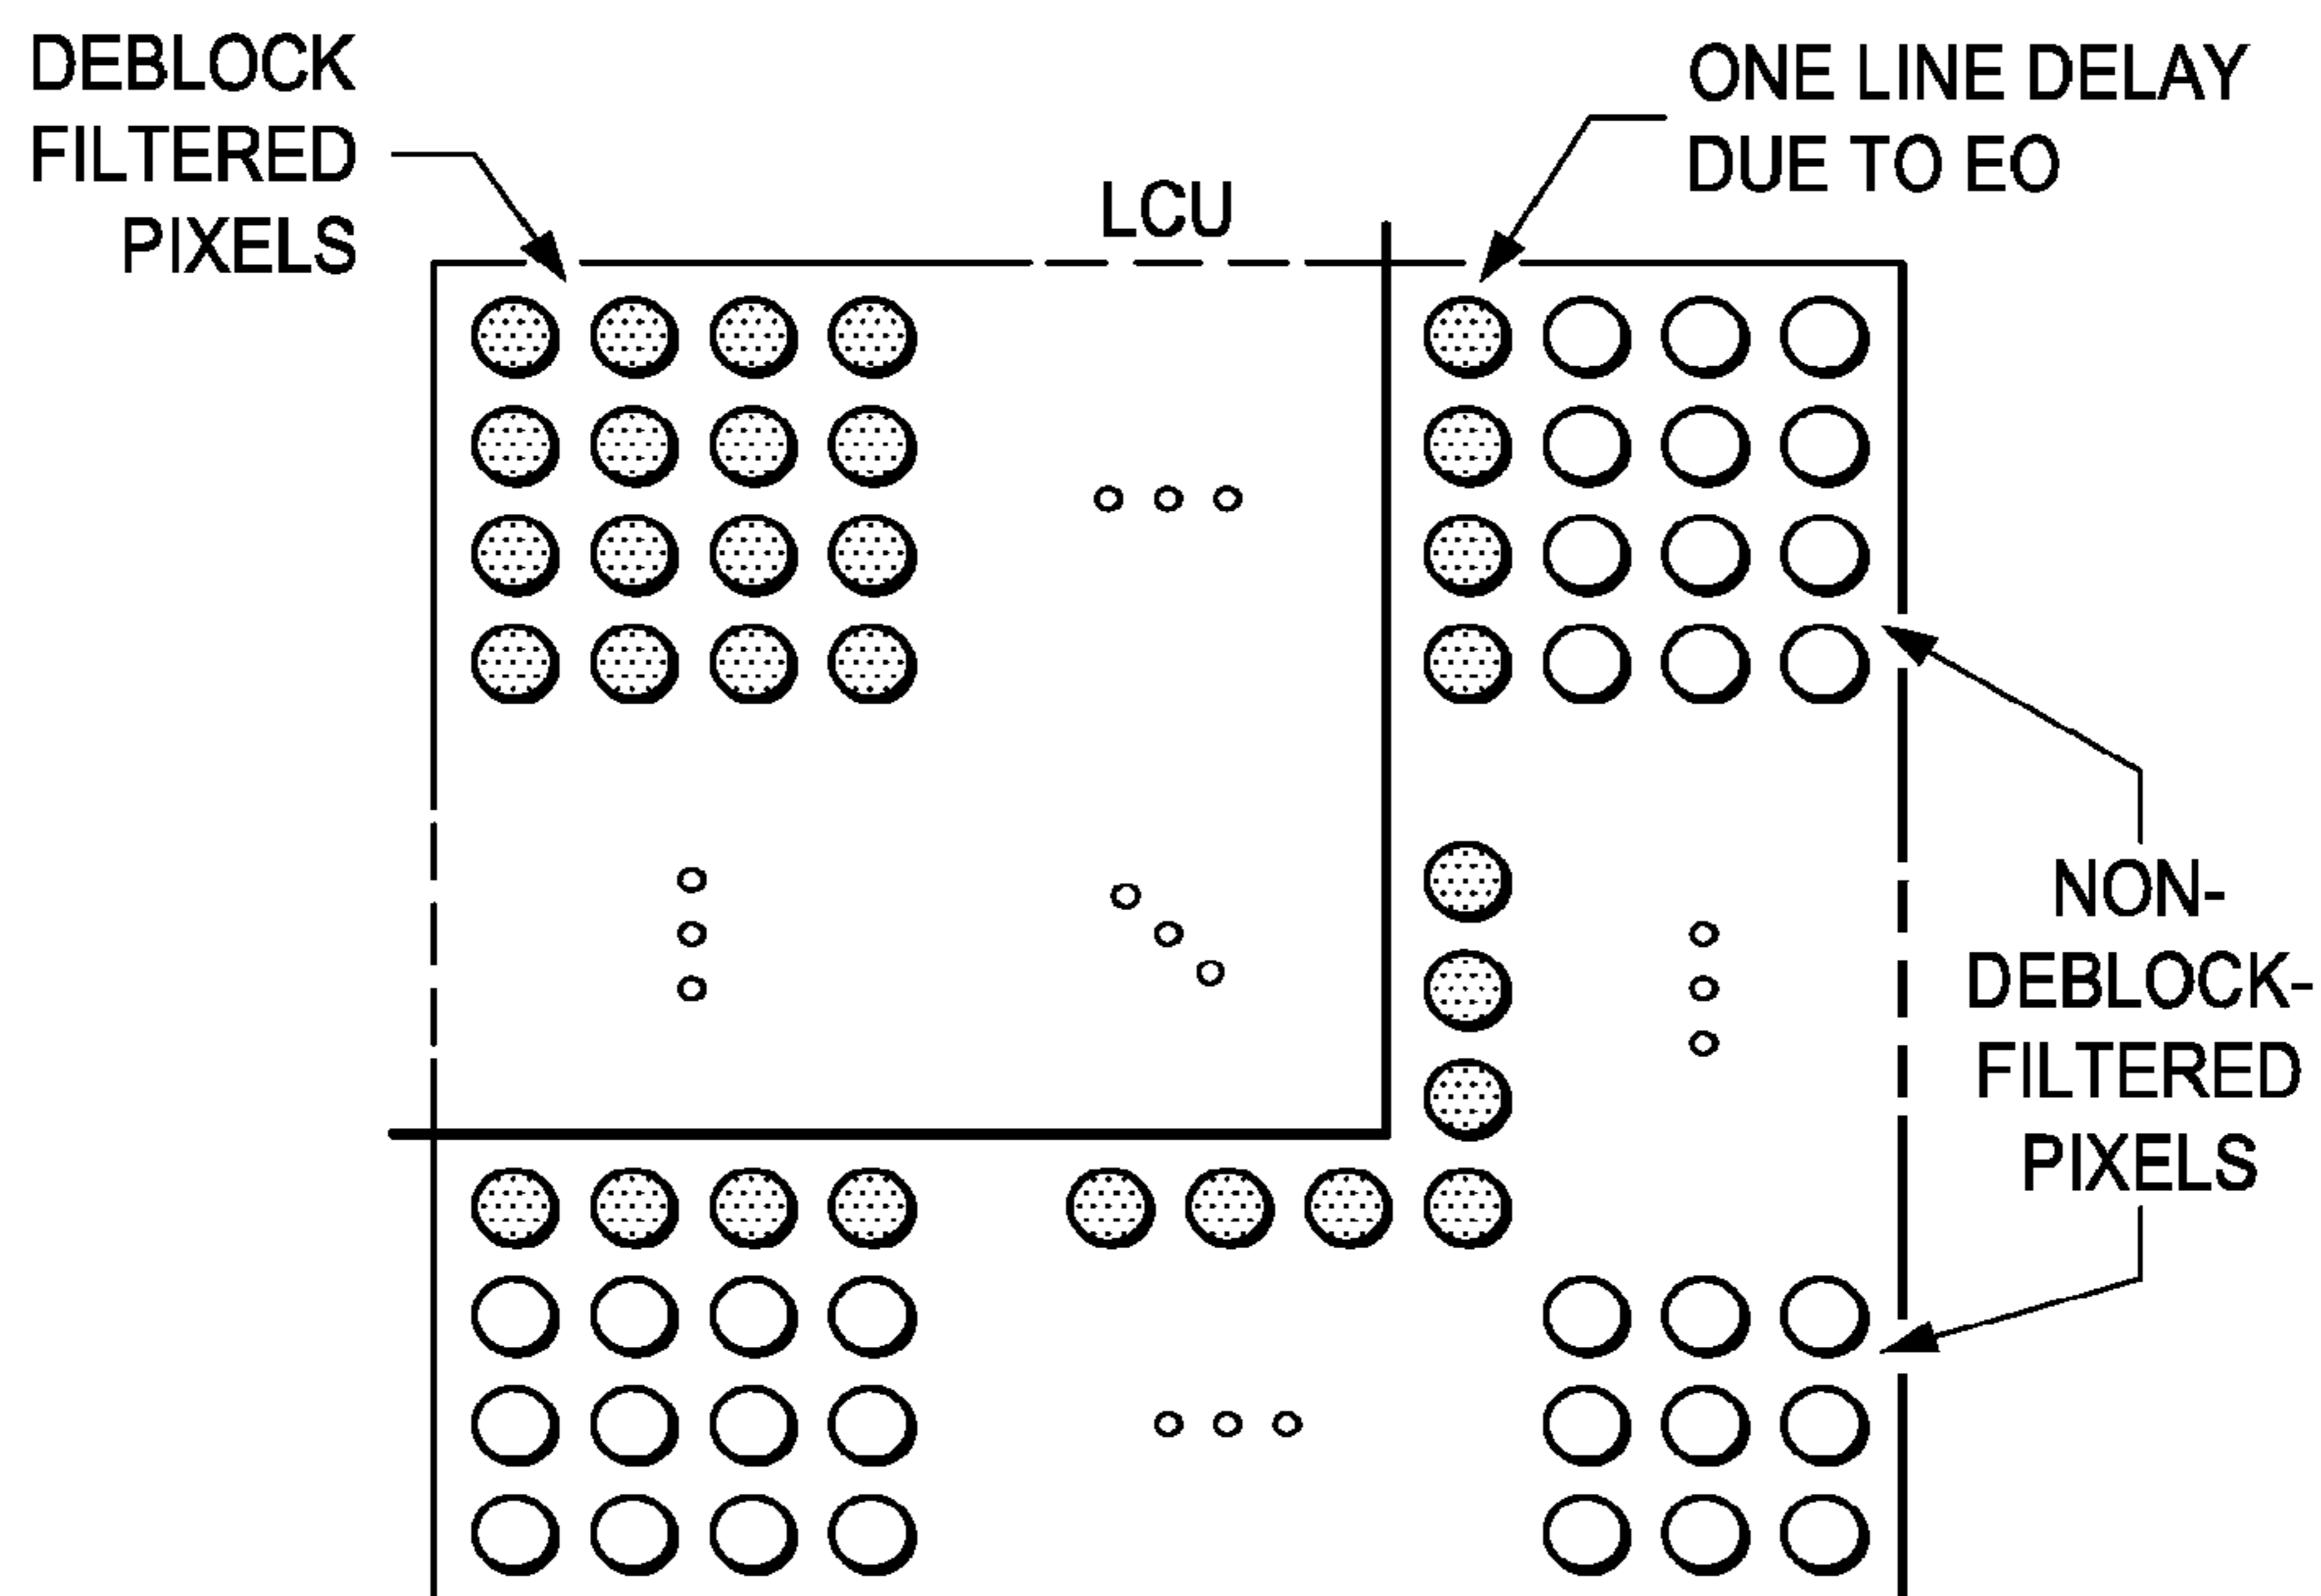 DEBLOCK
FILTERED
PIXELS
LCU
ONE LINE DELAY
DUE TO EO
NON-
DEBLOCK-
FILTERED
PIXELS